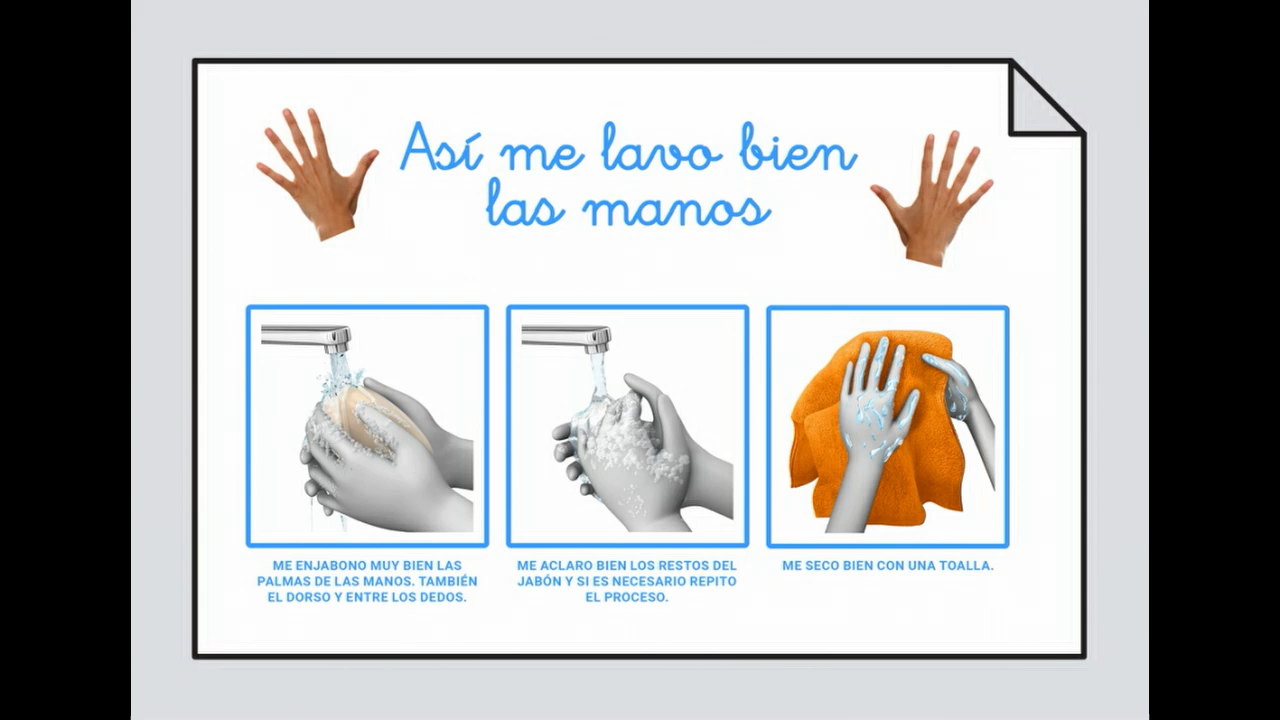 Así me lavo bien
las manos
ME ENJABONO MUY BIEN LAS
PALMAS DE LAS MANOS. TAMBIÉN
EL DORSO Y ENTRE LOS DEDOS.
ME ACLARO BIEN LOS RESTOS DEL
JABÓN Y SI ES NECESARIO REPITO
EL PROCESO.
ME SECO BIEN CON UNA TOALLA.